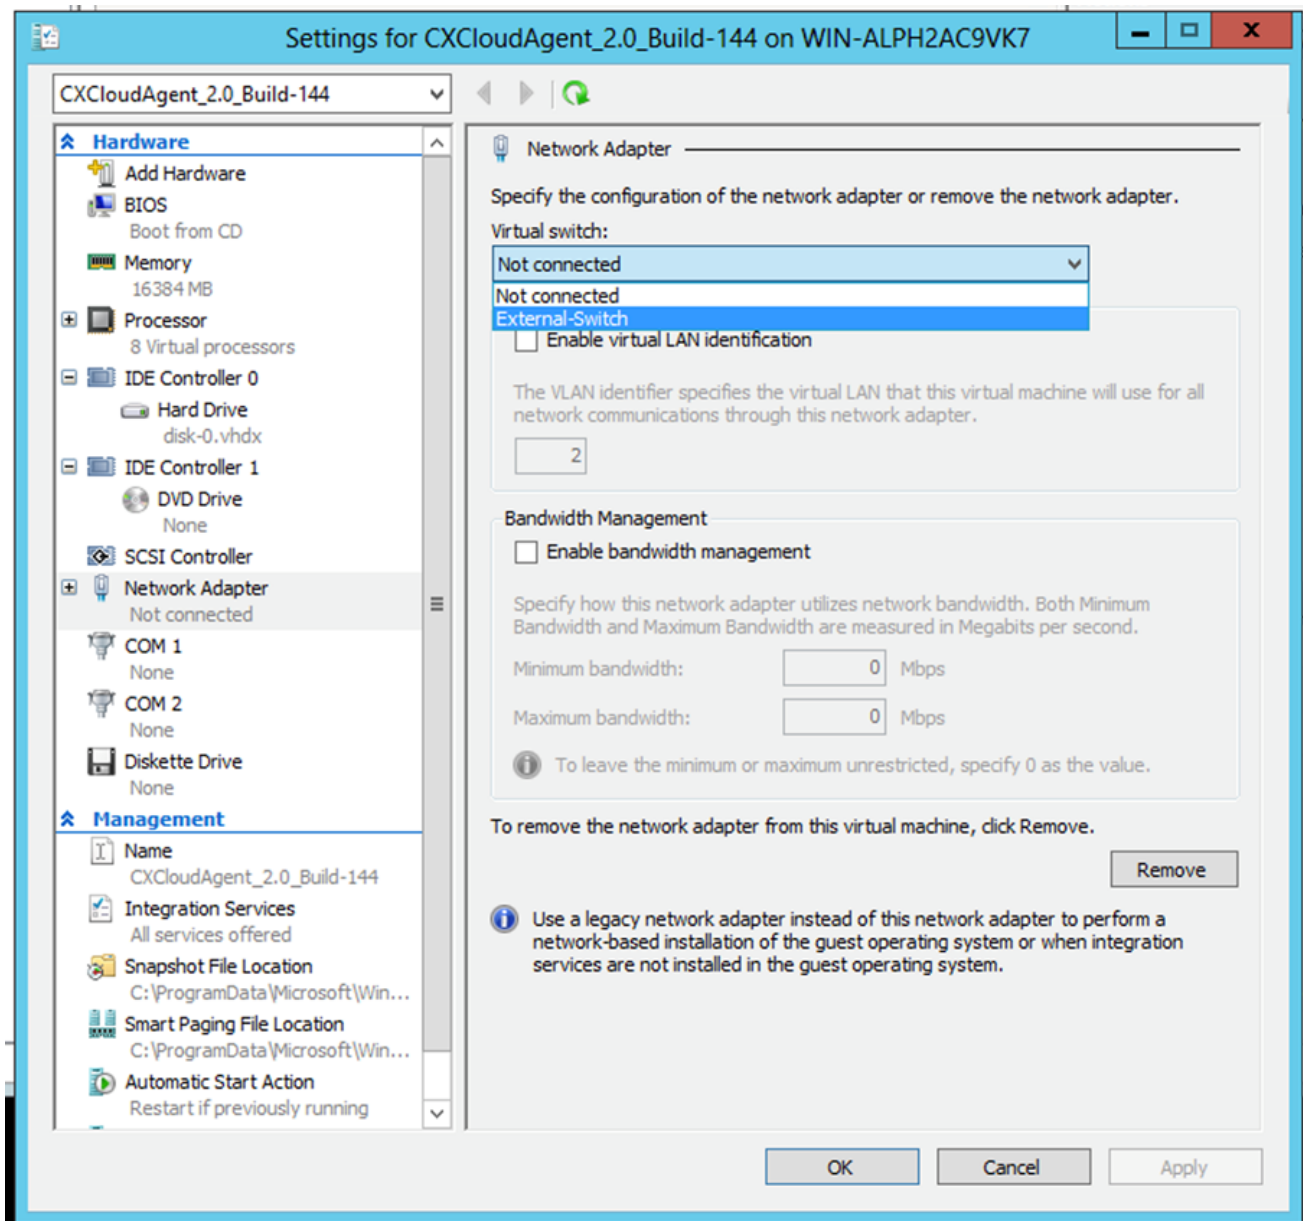 Settings for CXCloudAgent_2.0_Build-144 on WIN-ALPH2AC9VK7
CXCloudAgent_2.0_Build-144
Hardware
Add Hardware
BIOS
Boot from CD
Memory
16384 MB
Processor
8 Virtual processors
IDE Controller 0
Hard Drive
disk-0.vhdx
IDE Controller 1
DVD Drive
None
SCSI Controller
Network Adapter
Not connected
COM 1
None
COM 2
None
Diskette Drive
None
Management
Name
CXCloudAgent_2.0_Build-144
Integration Services
All services offered
Snapshot File Location
C:\ProgramData\Microsoft\Win...
Smart Paging File Location
C:\ProgramData\Microsoft\Win...
Automatic Start Action
Restart if previously running
Network Adapter
Specify the configuration of the network adapter or remove the network adapter.
Virtual switch:
Not connected
Not connected
External-Switch
Enable virtual LAN identification
The VLAN identifier specifies the virtual LAN that this virtual machine will use for all
network communications through this network adapter.
2
Bandwidth Management
Enable bandwidth management
Specify how this network adapter utilizes network bandwidth. Both Minimum
Bandwidth and Maximum Bandwidth are measured in Megabits per second.
Minimum bandwidth: 0 Mbps
Maximum bandwidth: 0 Mbps
To leave the minimum or maximum unrestricted, specify 0 as the value.
To remove the network adapter from this virtual machine, click Remove.
Remove
Use a legacy network adapter instead of this network adapter to perform a
network-based installation of the guest operating system or when integration
services are not installed in the guest operating system.
OK Cancel Apply